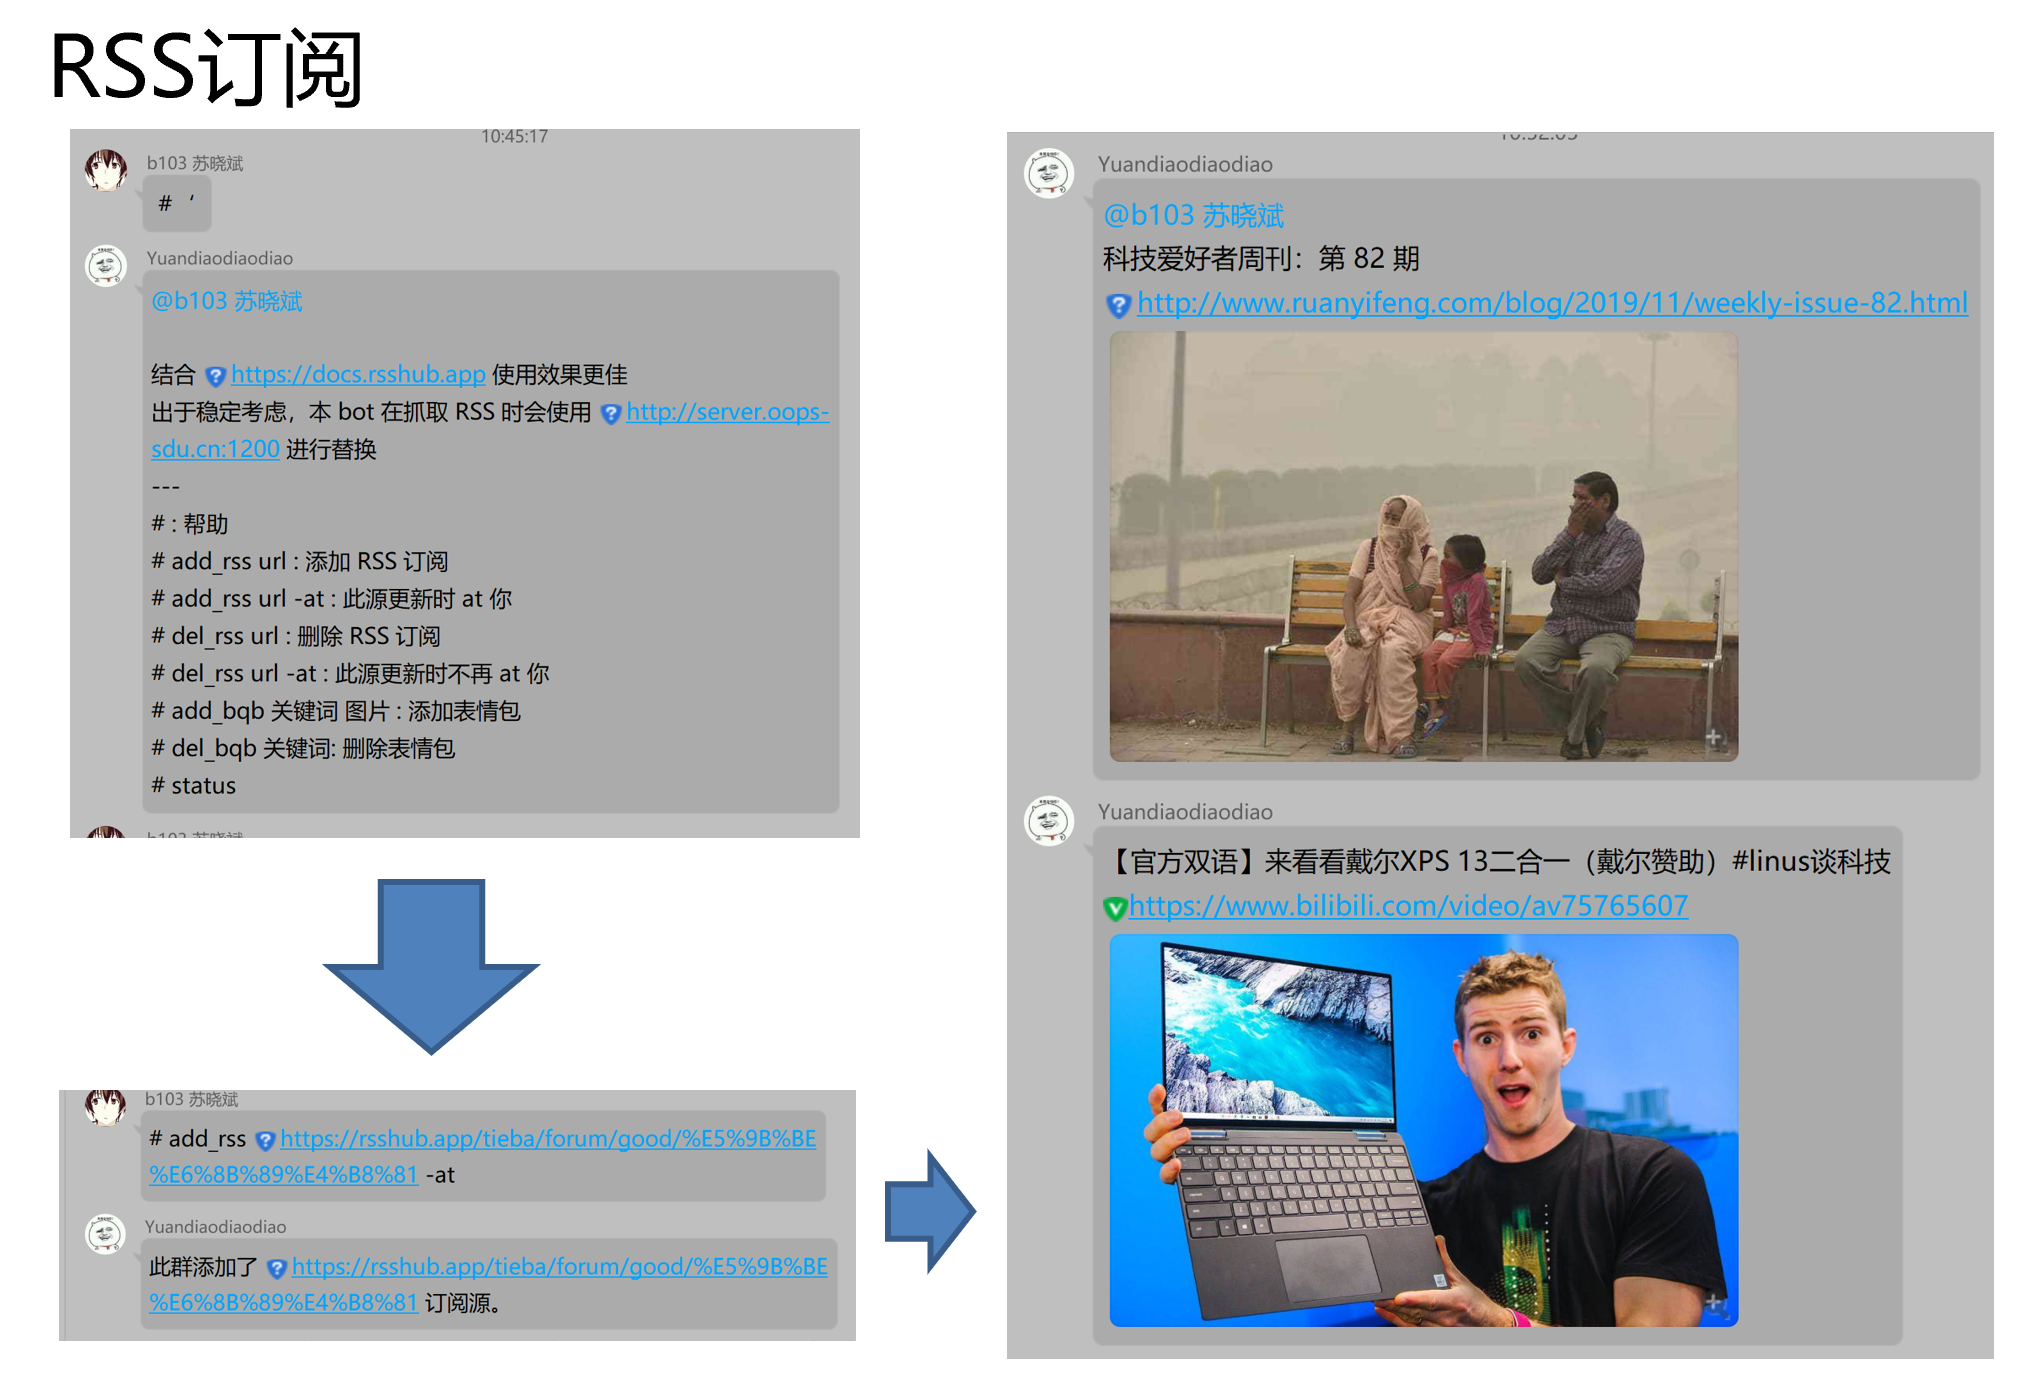 RSS订阅
10:45:17
b103 苏晓斌
# ‘
Yuandiaodiaodiao
@b103 苏晓斌
结合 https://docs.rsshub.app 使用效果更佳
出于稳定考虑，本 bot 在抓取 RSS 时会使用 http://server.oops-
sdu.cn:1200 进行替换
---
# : 帮助
# add_rss url : 添加 RSS 订阅
# add_rss url -at : 此源更新时 at 你
# del_rss url : 删除 RSS 订阅
# del_rss url -at : 此源更新时不再 at 你
# add_bqb 关键词 图片 : 添加表情包
# del_bqb 关键词: 删除表情包
# status
b103 苏晓斌
b103 苏晓斌
# add_rss https://rsshub.app/tieba/forum/good/%E5%9B%BE
%E6%8B%89%E4%B8%81 -at
Yuandiaodiaodiao
此群添加了 https://rsshub.app/tieba/forum/good/%E5%9B%BE
%E6%8B%89%E4%B8%81 订阅源。
Yuandiaodiaodiao
@b103 苏晓斌
科技爱好者周刊：第 82 期
http://www.ruanyifeng.com/blog/2019/11/weekly-issue-82.html
Yuandiaodiaodiao
【官方双语】来看看戴尔XPS 13二合一（戴尔赞助）#linus谈科技
https://www.bilibili.com/video/av75765607